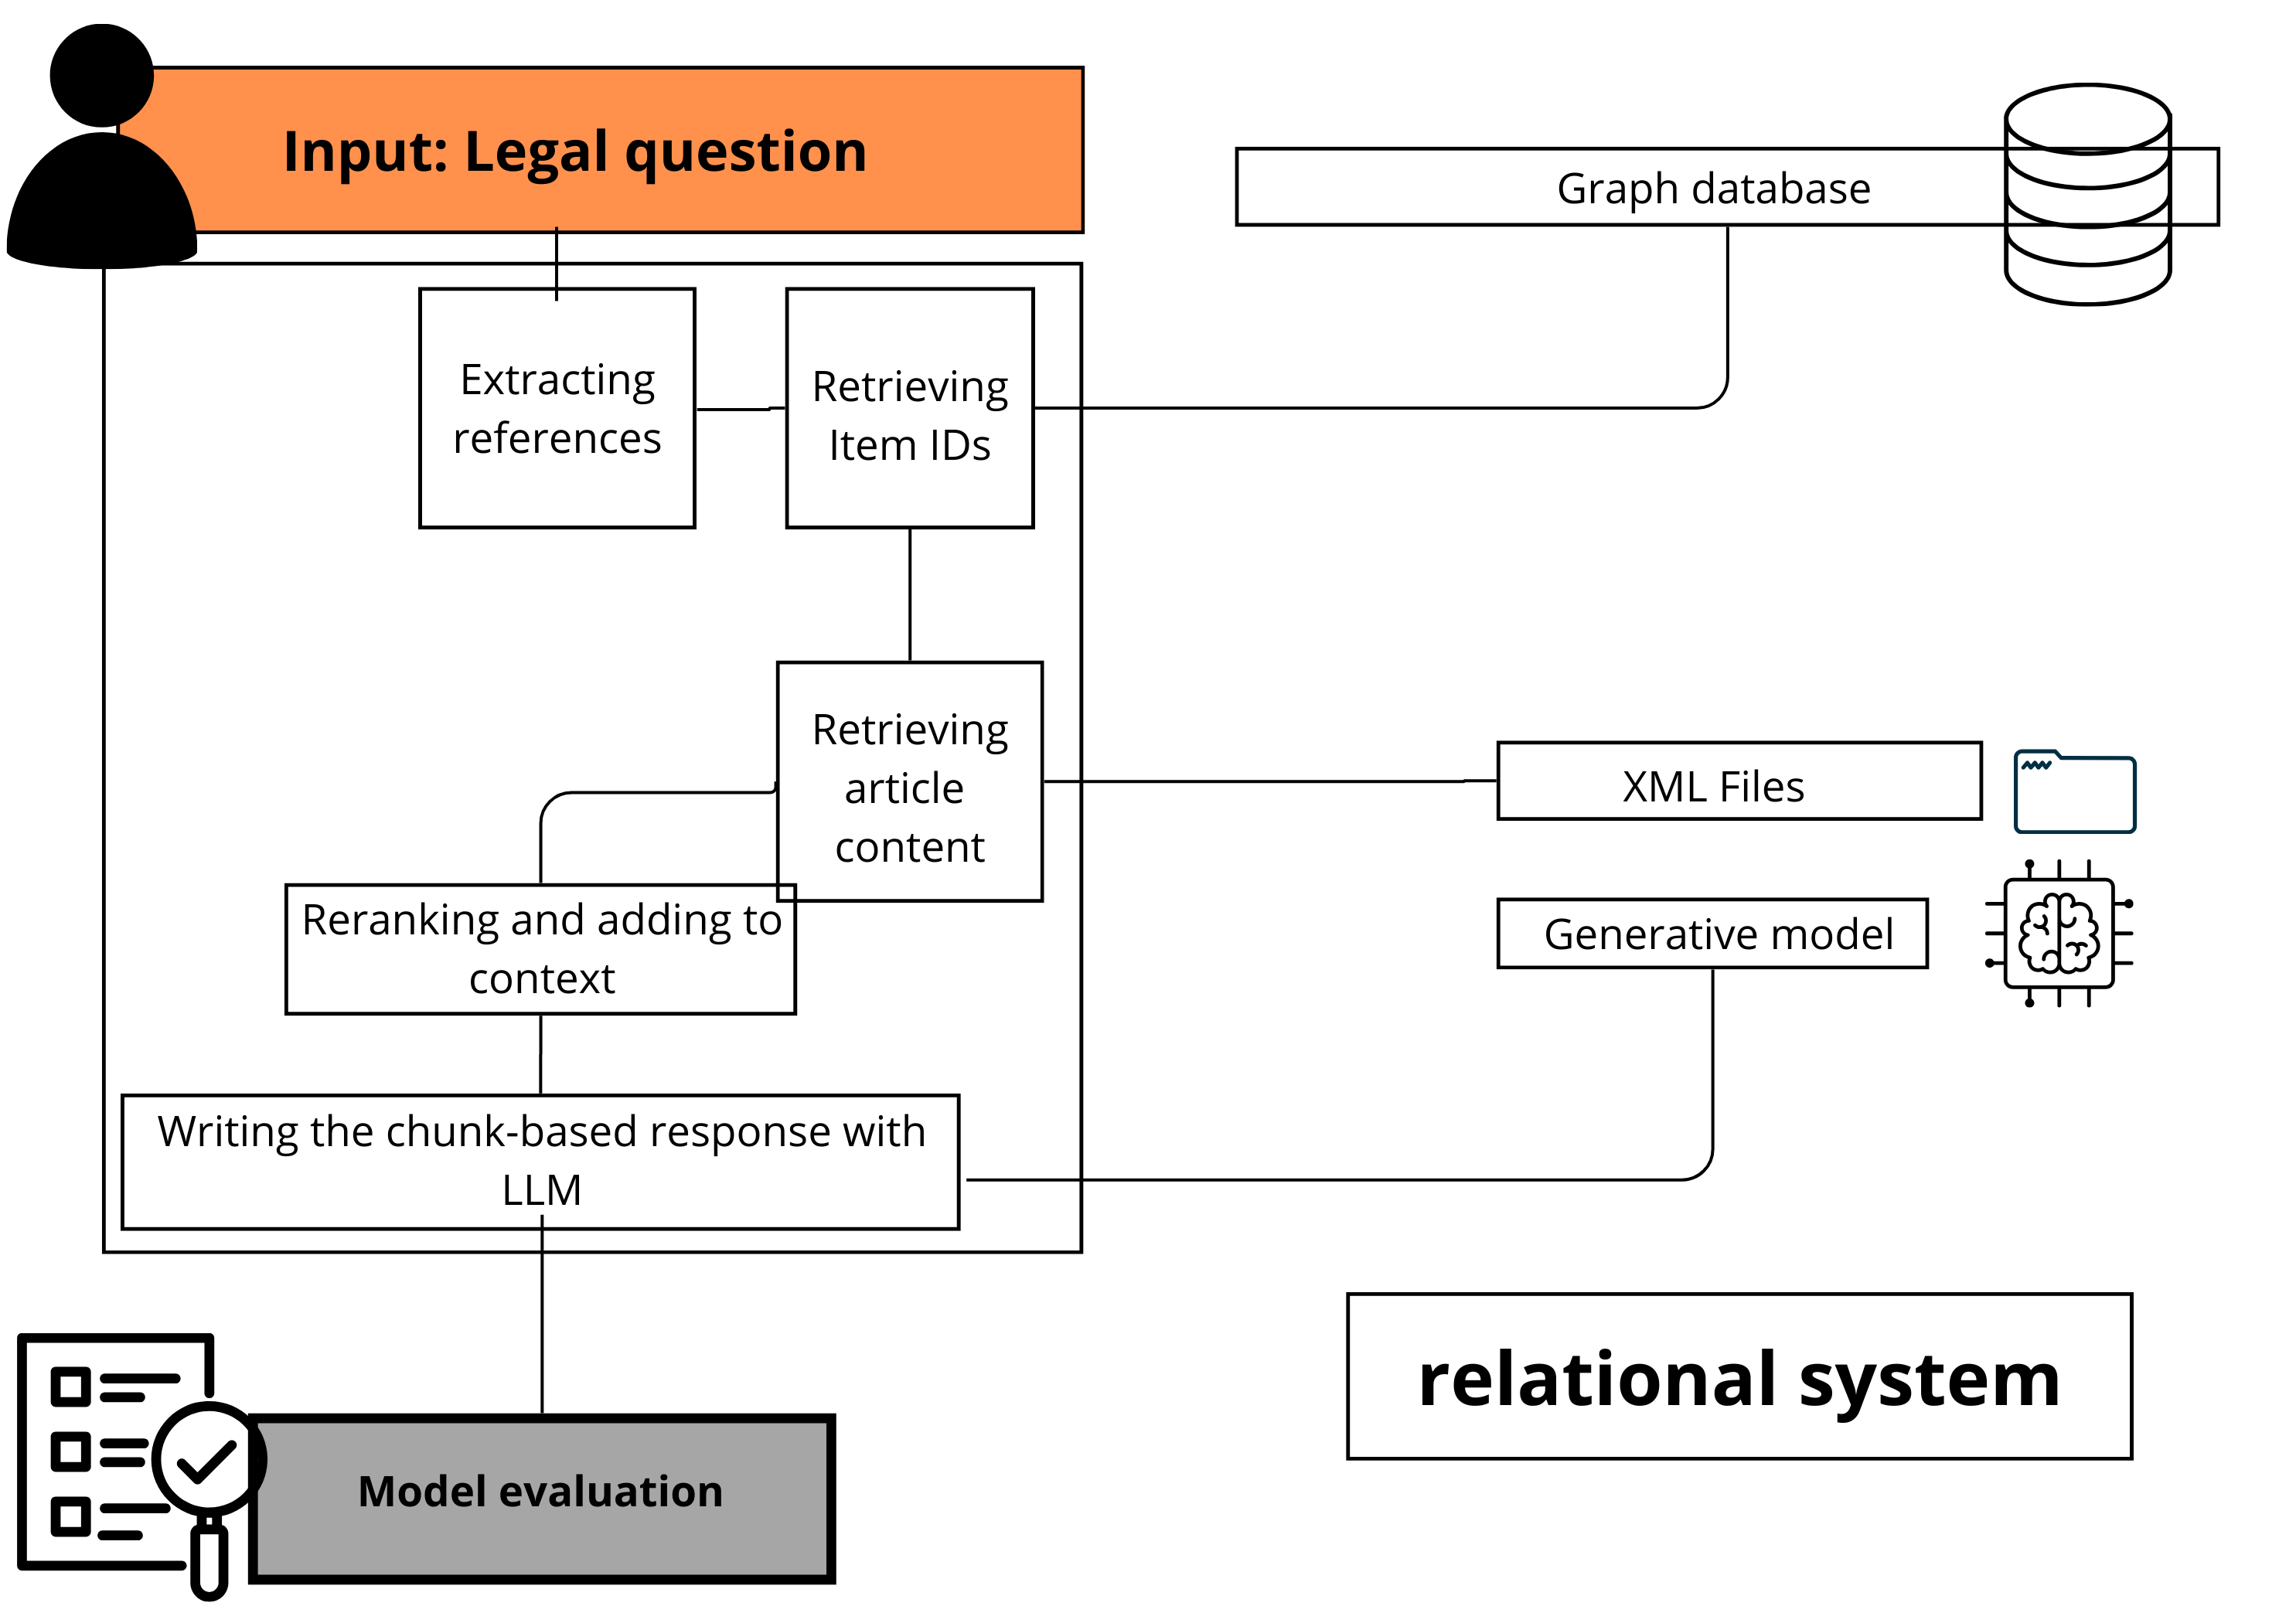 Input: Legal question
Graph database
Extracting
references
Retrieving
Item IDs
Retrieving
article
content
XML Files
Reranking and adding to
context
Generative model
Writing the chunk-based response with
LLM
relational system
Model evaluation